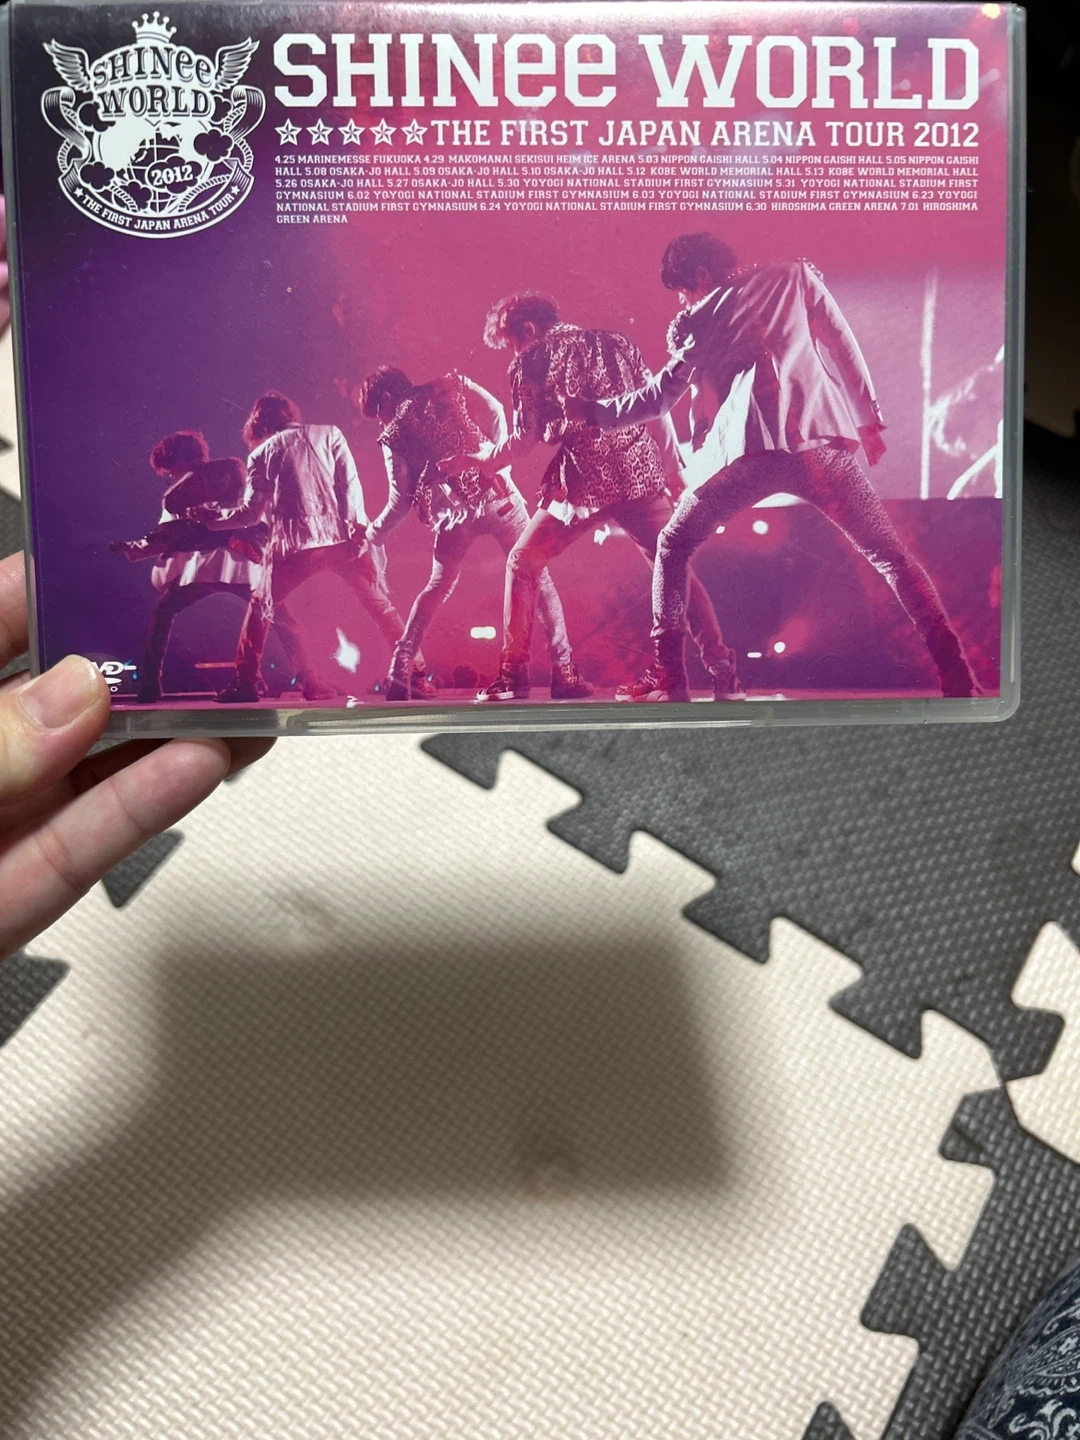 SHINee
WORLD
2012
★THE FIRST JAPAN ARENA TOUR★
SHINee WORLD
☆☆☆☆☆THE FIRST JAPAN ARENA TOUR 2012
4.25 MARINEMESSE FUKUOKA 4.29 MAKOMANAI SEKISUI HEIM ICE ARENA 5.03 NIPPON GAISHI HALL 5.04 NIPPON GAISHI HALL 5.05 NIPPON GAISHI
HALL 5.08 OSAKA-JO HALL 5.09 OSAKA-JO HALL 5.10 OSAKA-JO HALL 5.12 KOBE WORLD MEMORIAL HALL 5.13 KOBE WORLD MEMORIAL HALL
5.26 OSAKA-JO HALL 5.27 OSAKA-JO HALL 5.30 YOYOGI NATIONAL STADIUM FIRST GYMNASIUM 5.31 YOYOGI NATIONAL STADIUM FIRST
GYMNASIUM 6.02 YOYOGI NATIONAL STADIUM FIRST GYMNASIUM 6.03 YOYOGI NATIONAL STADIUM FIRST GYMNASIUM 6.23 YOYOGI
NATIONAL STADIUM FIRST GYMNASIUM 6.24 YOYOGI NATIONAL STADIUM FIRST GYMNASIUM 6.30 HIROSHIMA GREEN ARENA 7.01 HIROSHIMA
GREEN ARENA